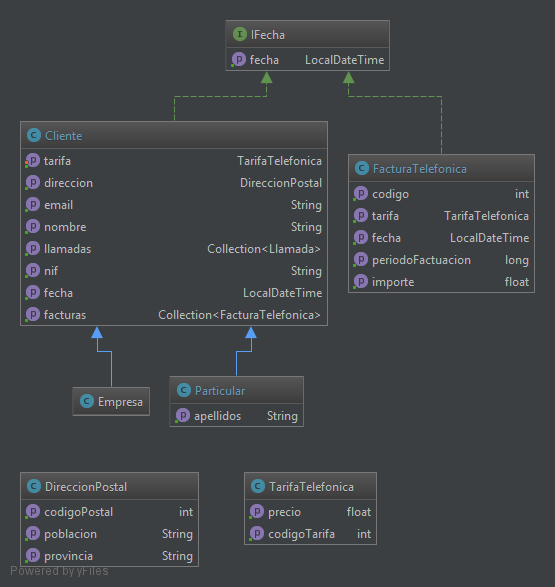 IFecha
fecha LocalDateTime
Cliente
tarifa TarifaTelefonica
direccion DireccionPostal
email String
nombre String
llamadas Collection<Llamada>
nif String
fecha LocalDateTime
facturas Collection<FacturaTelefonica>
FacturaTelefonica
codigo int
tarifa TarifaTelefonica
fecha LocalDateTime
periodoFactuacion long
importe float
Empresa
Particular
apellidos String
DireccionPostal
codigoPostal int
poblacion String
provincia String
TarifaTelefonica
precio float
codigoTarifa int
Powered by yFiles